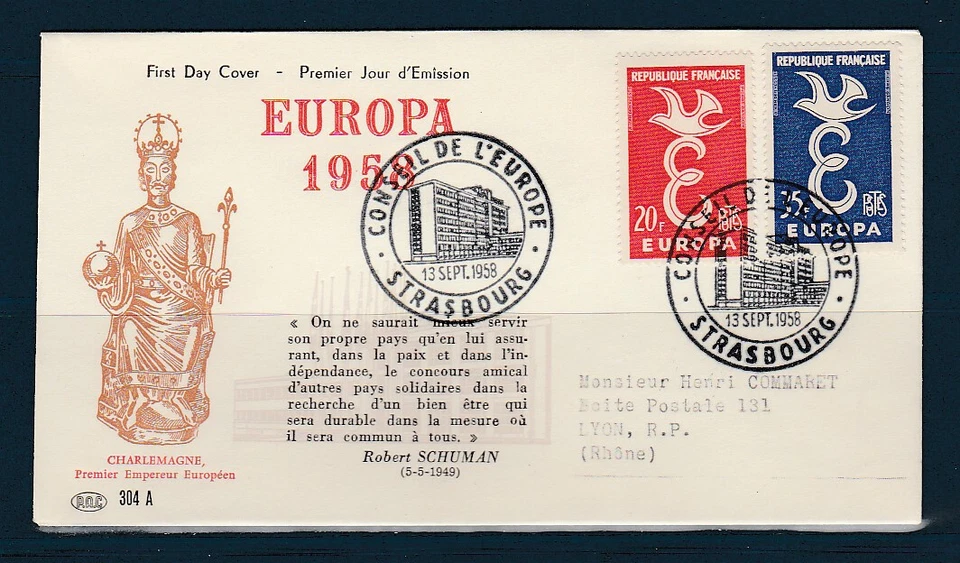 First Day Cover - Premier Jour d'Emission
EUROPA
1958
CONSEIL DE L'EUROPE
13 SEPT. 1958
STRASBOURG
REPUBLIQUE FRANÇAISE
20F
POSTES
EUROPA
REPUBLIQUE FRANÇAISE
35F
POSTES
EUROPA
CONSEIL DE L'EUROPE
13 SEPT. 1958
STRASBOURG
« On ne saurait mieux servir
son propre pays qu'en lui assu-
rant, dans la paix et dans l'in-
dépendance, le concours amical
d'autres pays solidaires dans la
recherche d'un bien être qui
sera durable dans la mesure où
il sera commun à tous. »
Robert SCHUMAN
(5-5-1949)
Monsieur Henri COMMARET
Boite Postale 131
LYON, R.P.
(Rhône)
CHARLEMAGNE,
Premier Empereur Européen
P.A.C 304 A